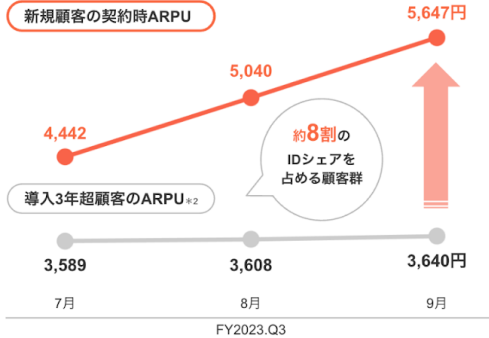 新規顧客の契約時ARPU
5,647円
5,040
4,442
約8割の
IDシェアを
占める顧客群
導入3年超顧客のARPU＊2
3,589
3,608
3,640円
7月
8月
9月
FY2023.Q3